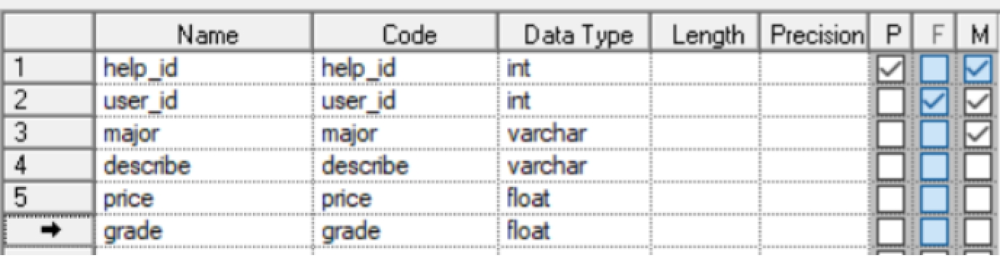 Name Code Data Type Length Precision P F M
1 help_id help_id int
2 user_id user_id int
3 major major varchar
4 describe describe varchar
5 price price float
grade grade float